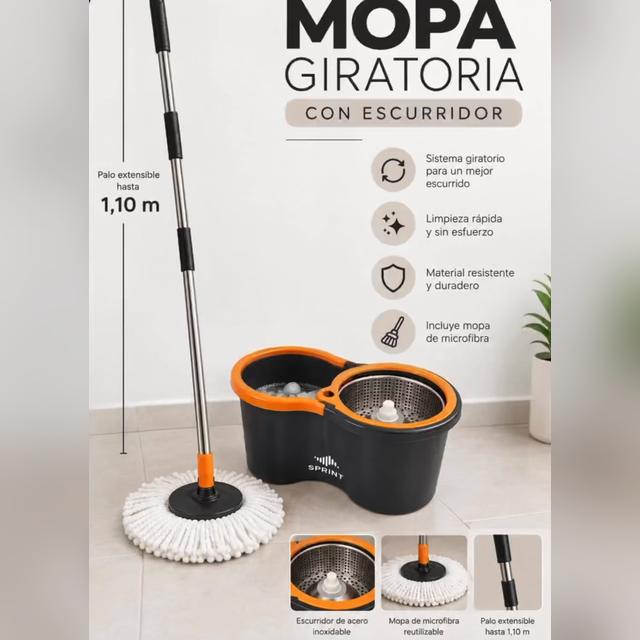 MOPA
GIRATORIA
CON ESCURRIDOR
Palo extensible
hasta
1,10 m
Sistema giratorio
para un mejor
escurrido
Limpieza rápida
y sin esfuerzo
Material resistente
y duradero
Incluye mopa
de microfibra
SPRINT
Escurridor de acero
inoxidable
Mopa de microfibra
reutilizable
Palo extensible
hasta 1,10 m